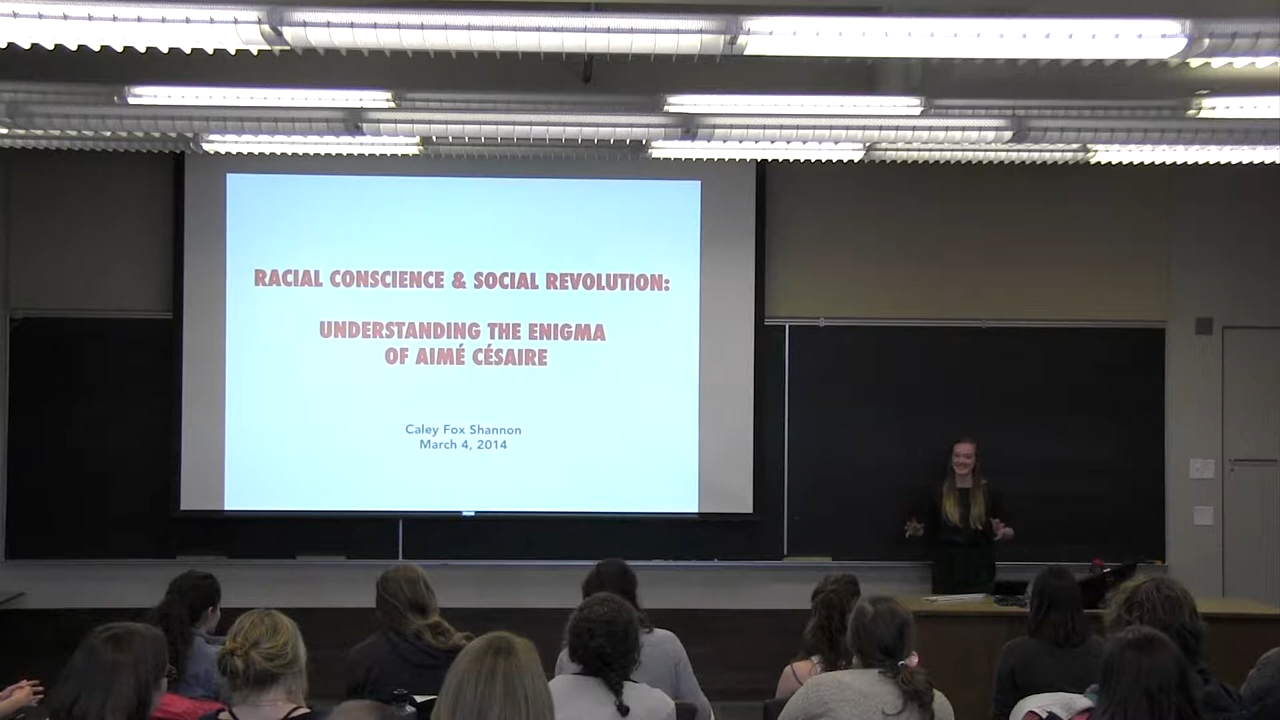 RACIAL CONSCIENCE & SOCIAL REVOLUTION:
UNDERSTANDING THE ENIGMA
OF AIMÉ CÉSAIRE
Caley Fox Shannon
March 4, 2014